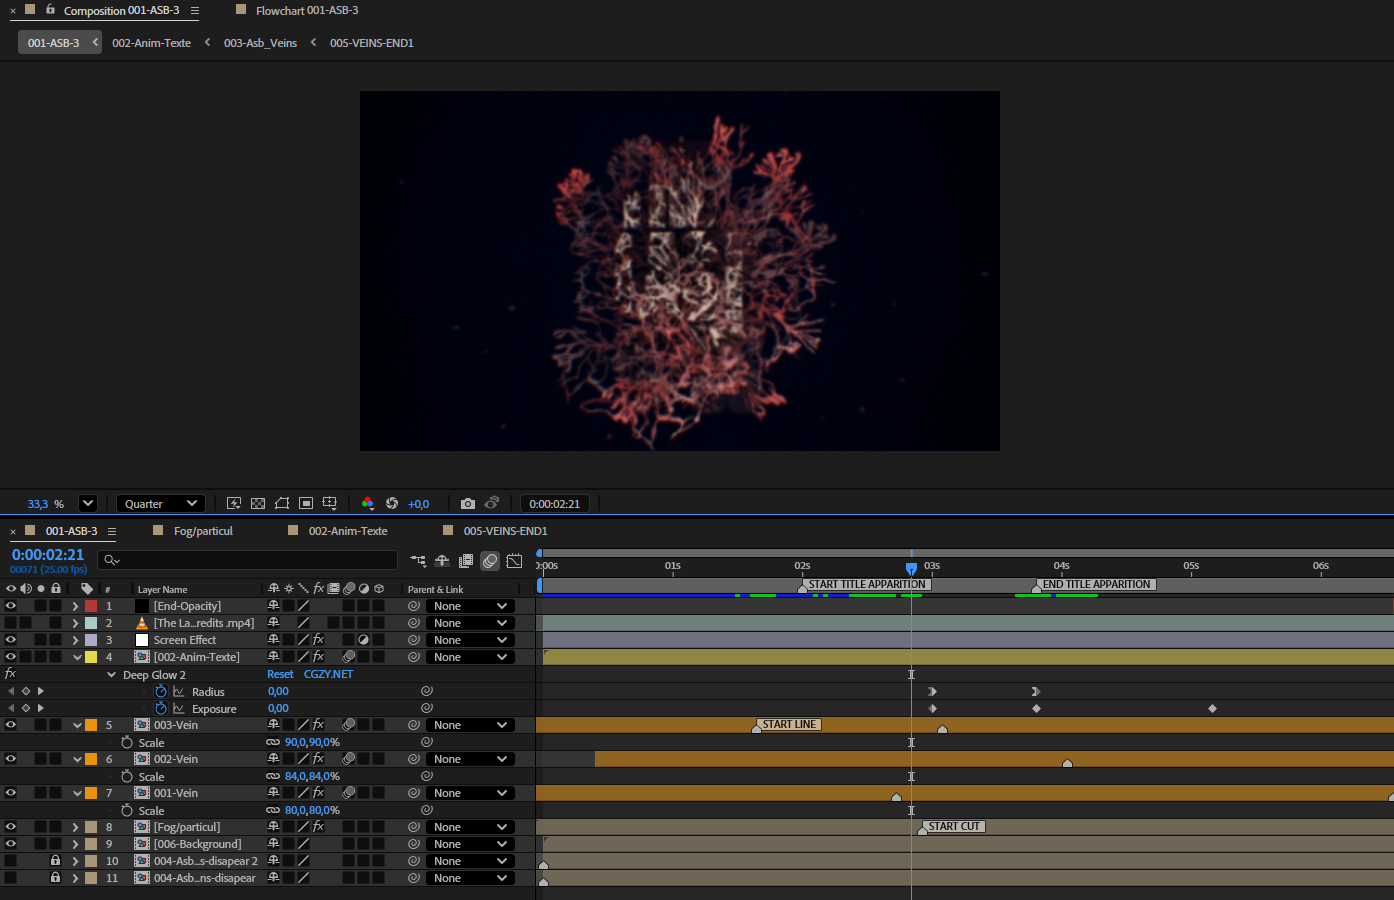 Composition 001-ASB-3
Flowchart 001-ASB-3
001-ASB-3
002-Anim-Texte
003-Asb_Veins
005-VEINS-END1
33,3 %
Quarter
+0,0
0:00:02:21
001-ASB-3
Fog/particul
002-Anim-Texte
005-VEINS-END1
0:00:02:21
00071 (25.00 fps)
:00s 01s 02s 03s 04s 05s 06s
START TITLE APPARITION
END TITLE APPARITION
# Layer Name fx Parent & Link
1 [End-Opacity] None
2 [The La...redits .mp4] None
3 Screen Effect fx None
4 [002-Anim-Texte] None
fx Deep Glow 2 Reset CGZY.NET
Radius 0,00
Exposure 0,00
5 003-Vein fx None START LINE
Scale 90,0,90,0%
6 002-Vein fx None
Scale 84,0,84,0%
7 001-Vein fx None
Scale 80,0,80,0%
8 [Fog/particul] fx None START CUT
9 [006-Background] None
10 004-Asb...s-disapear 2 None
11 004-Asb...ns-disapear None